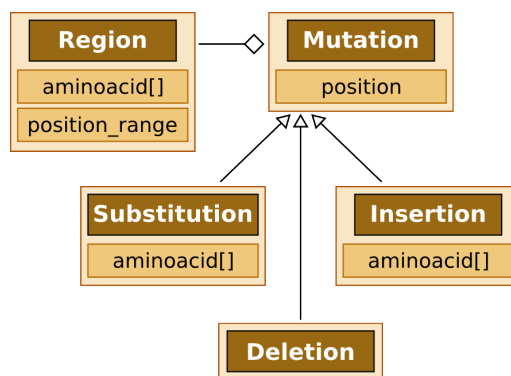 Region
aminoacid[]
position_range
Mutation
position
Substitution
aminoacid[]
Insertion
aminoacid[]
Deletion